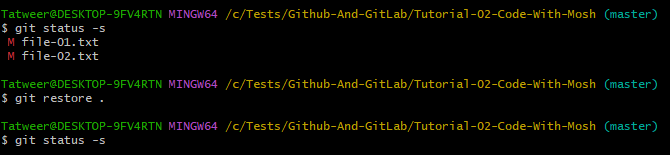 Tatweer@DESKTOP-9FV4RTN MINGW64 /c/Tests/Github-And-GitLab/Tutorial-02-Code-With-Mosh (master)
$ git status -s
 M file-01.txt
 M file-02.txt
Tatweer@DESKTOP-9FV4RTN MINGW64 /c/Tests/Github-And-GitLab/Tutorial-02-Code-With-Mosh (master)
$ git restore .
Tatweer@DESKTOP-9FV4RTN MINGW64 /c/Tests/Github-And-GitLab/Tutorial-02-Code-With-Mosh (master)
$ git status -s